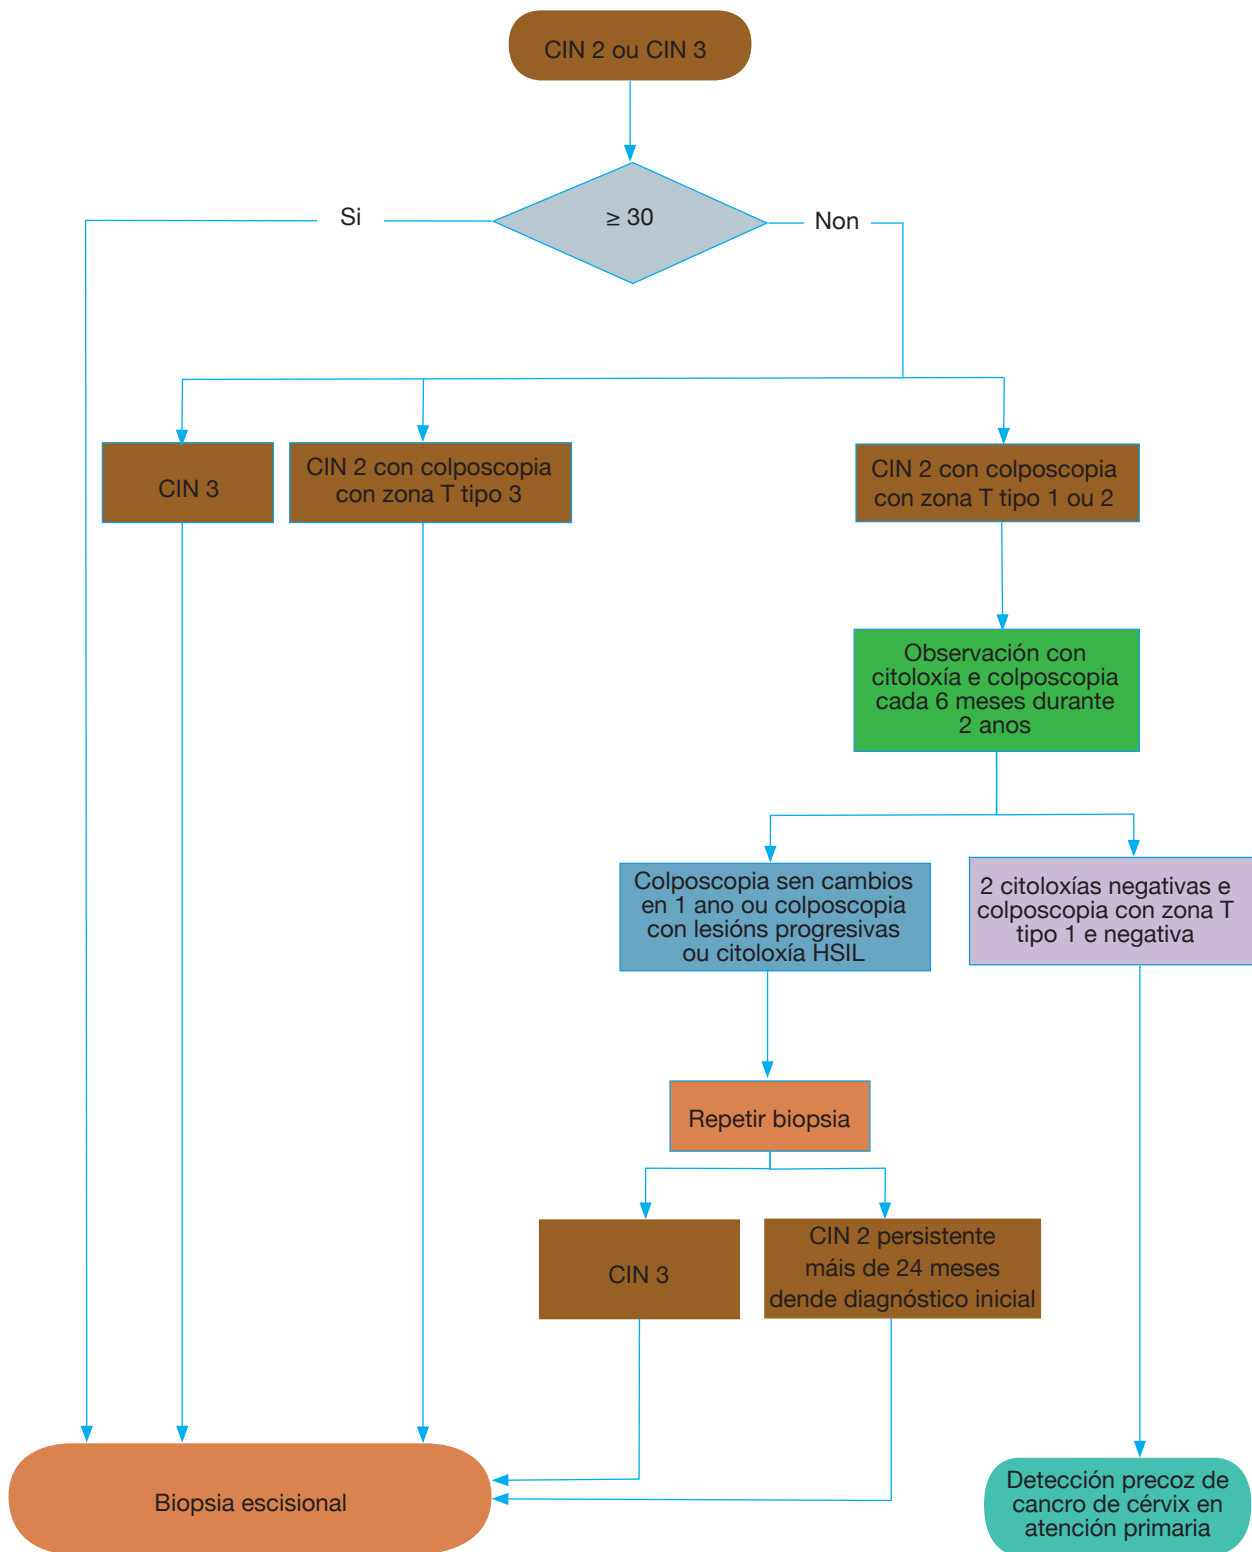 CIN 2 ou CIN 3
≥ 30
Si
Non
CIN 3
CIN 2 con colposcopia
con zona T tipo 3
CIN 2 con colposcopia
con zona T tipo 1 ou 2
Observación con
citoloxía e colposcopia
cada 6 meses durante
2 anos
Colposcopia sen cambios
en 1 ano ou colposcopia
con lesións progresivas
ou citoloxía HSIL
2 citoloxías negativas e
colposcopia con zona T
tipo 1 e negativa
Repetir biopsia
CIN 3
CIN 2 persistente
máis de 24 meses
dende diagnóstico inicial
Biopsia escisional
Detección precoz de
cancro de cérvix en
atención primaria